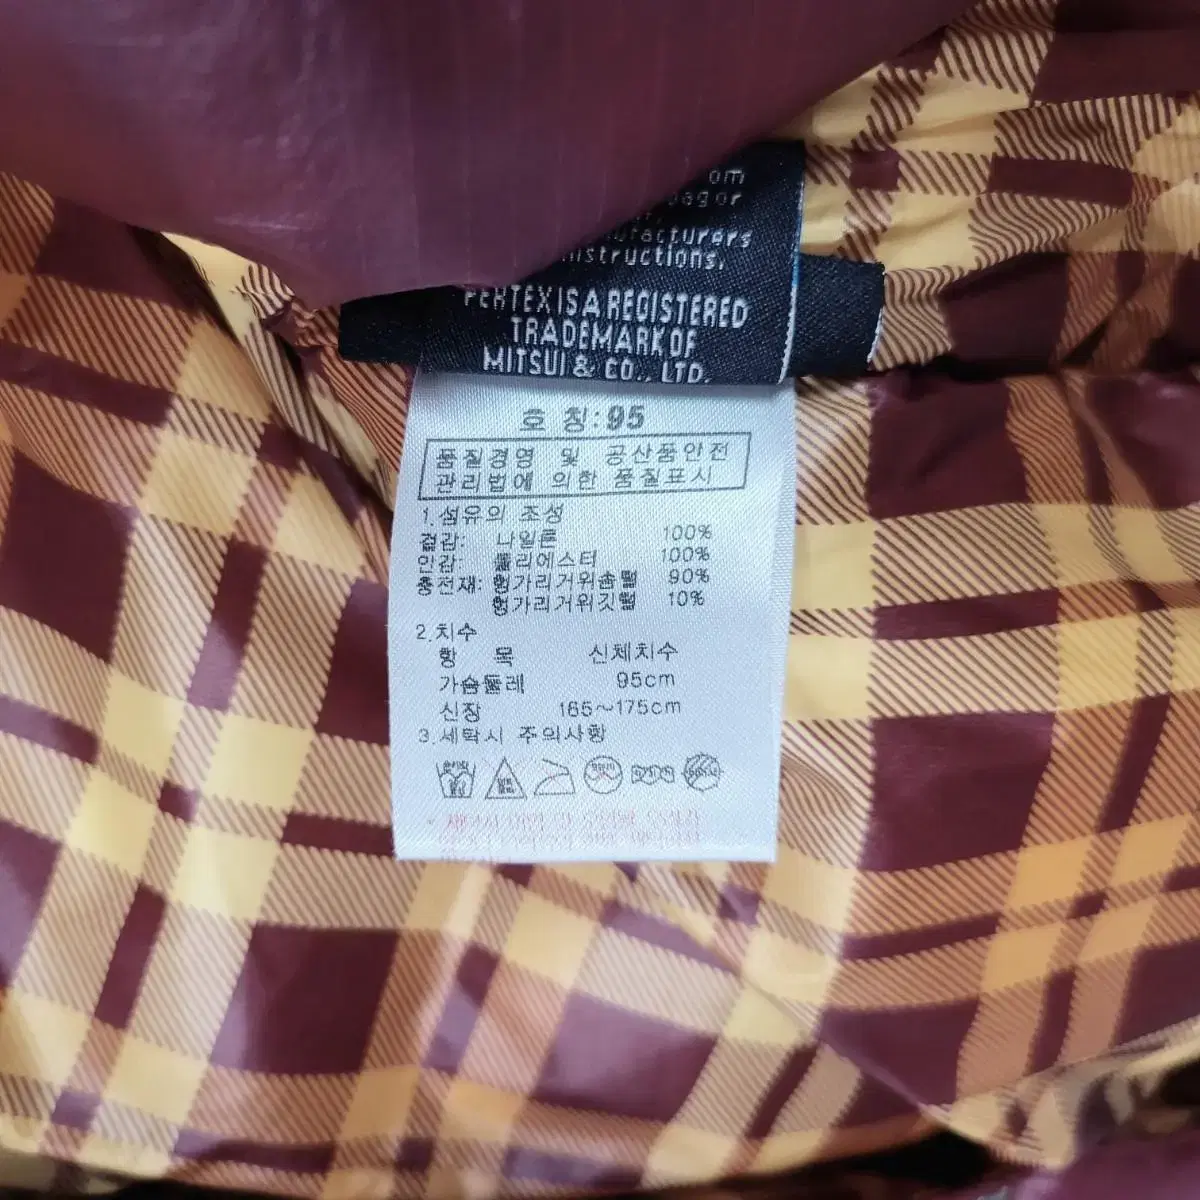 om
manufacturers
instructions.
PERTEX IS A REGISTERED
TRADEMARK OF
MITSUI & CO., LTD.
호 칭:95
품질경영 및 공산품안전
관리법에 의한 품질표시
1.섬유의 조성
겉감: 나일론 100%
안감: 폴리에스터 100%
충전재: 헝가리거위솜털 90%
헝가리거위깃털 10%
2.치수
항 목 신체치수
가슴둘레 95cm
신장 165~175cm
3.세탁시 주의사항